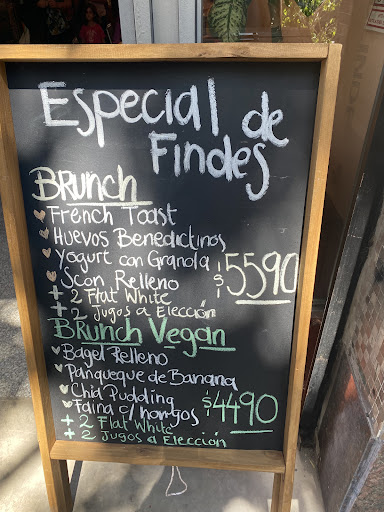 Especial de
Findes
Brunch
French Toast
Huevos Benedictinos
Yogurt con Granola
Scon Relleno
$5590
+ 2 Flat White
+ 2 Jugos a Elección
Brunch Vegan
Bagel Relleno
Panqueque de Banana
Chia Pudding
Faina c/ hongos
$4490
+ 2 Flat White
+ 2 Jugos a Elección